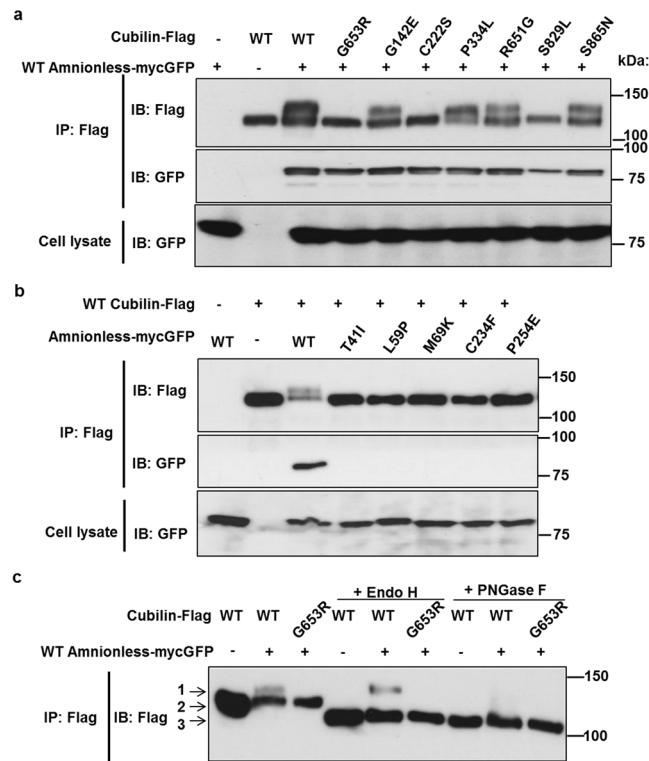 a
Cubilin-Flag - WT WT G653R G142E C222S P334L R651G S829L S865N
WT Amnionless-mycGFP + - + + + + + + + + kDa:
IP: Flag IB: Flag 150 100
IB: GFP 100 75
Cell lysate IB: GFP 75
b
WT Cubilin-Flag - + + + + + + +
Amnionless-mycGFP WT - WT T41I L59P M69K C234F P254E
IP: Flag IB: Flag 150 100
IB: GFP 100 75
Cell lysate IB: GFP 75
c
+ Endo H + PNGase F
Cubilin-Flag WT WT G653R WT WT G653R WT WT G653R
WT Amnionless-mycGFP - + + - + + - + +
IP: Flag IB: Flag 1 2 3 150 100